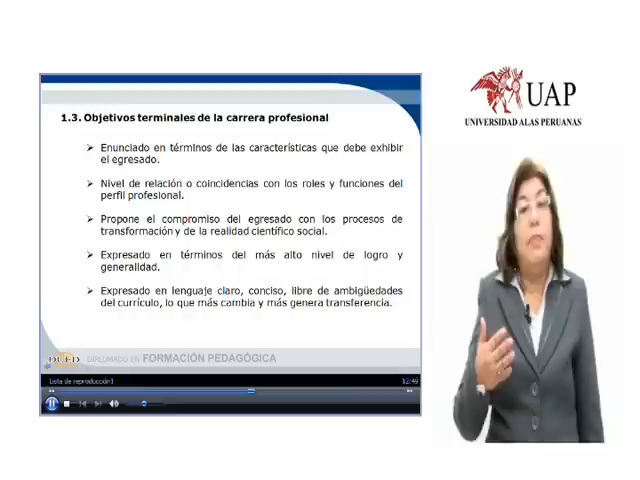 1.3. Objetivos terminales de la carrera profesional
Enunciado en términos de las características que debe exhibir
el egresado.
Nivel de relación o coincidencias con los roles y funciones del
perfil profesional.
Propone el compromiso del egresado con los procesos de
transformación y de la realidad científico social.
Expresado en términos del más alto nivel de logro y
generalidad.
Expresado en lenguaje claro, conciso, libre de ambigüedades
del currículo, lo que más cambia y más genera transferencia.
DUED DIPLOMADO EN FORMACIÓN PEDAGÓGICA
Lista de reproducción1 12:49
UAP
UNIVERSIDAD ALAS PERUANAS